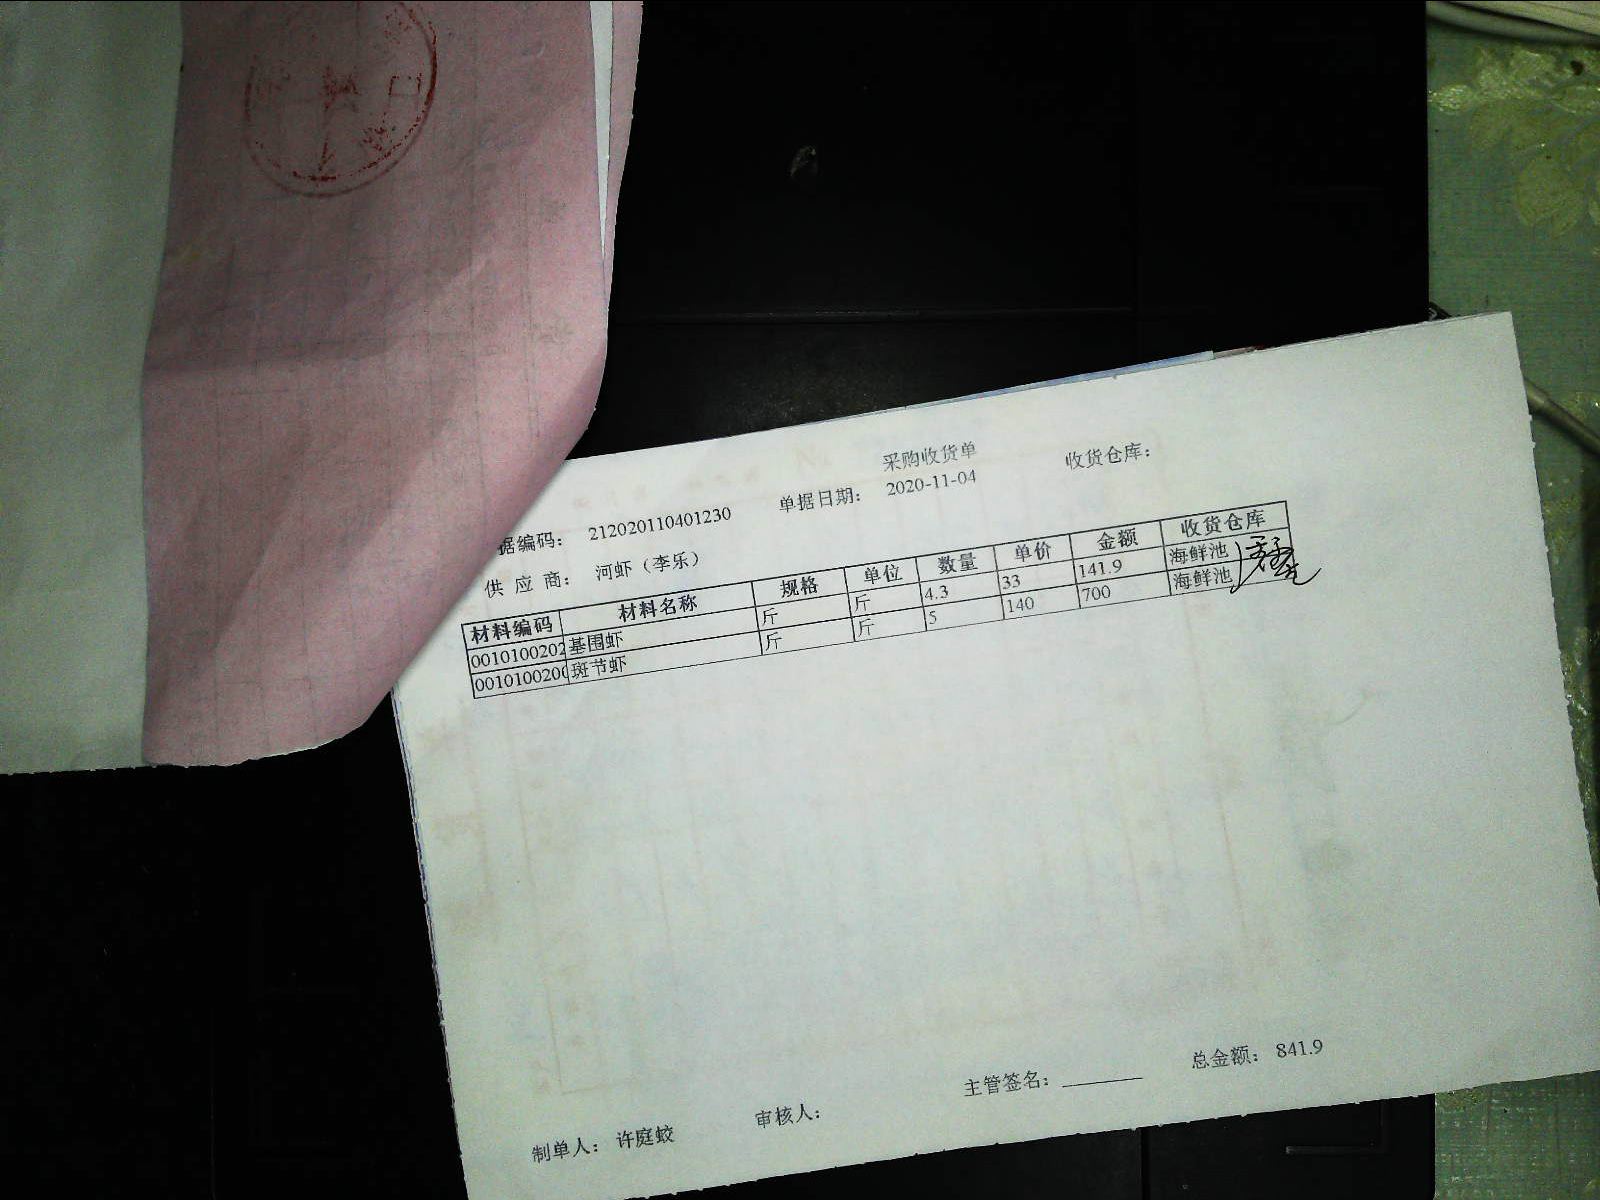 采购收货单
据编码： 212020110401230 单据日期： 2020-11-04 收货仓库：
供 应 商： 河虾（李乐）
材料编码 材料名称 规格 单位 数量 单价 金额 收货仓库
0010100202 基围虾 斤 斤 4.3 33 141.9 海鲜池
001010020 斑节虾 斤 斤 5 140 700 海鲜池
制单人： 许庭蛟 审核人： 主管签名： 总金额： 841.9